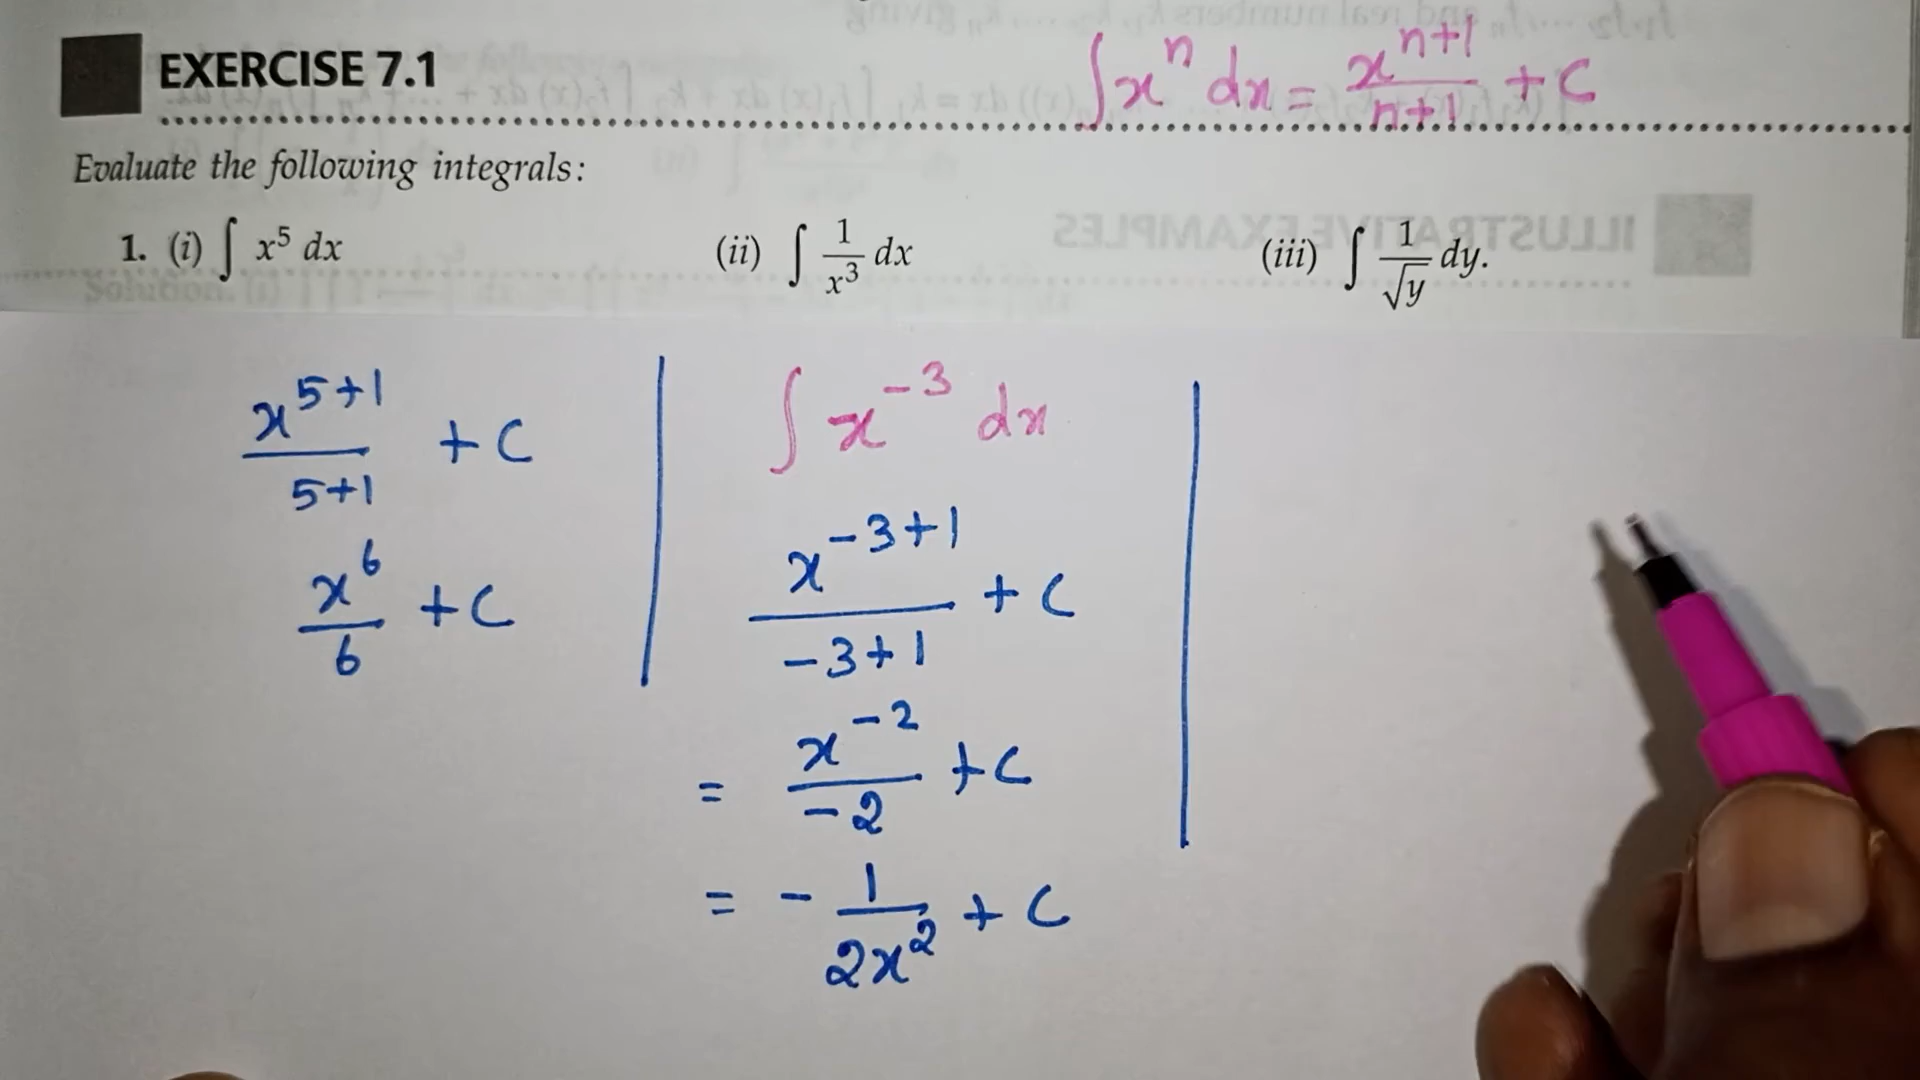 EXERCISE 7.1
∫ xⁿ dx = xⁿ⁺¹/n+1 + C
Evaluate the following integrals:
1. (i) ∫ x⁵ dx
(ii) ∫ 1/x³ dx
(iii) ∫ 1/√y dy.
ILLUSTRATIVE EXAMPLES
x⁵⁺¹/5+1 + C
x⁶/6 + C
∫ x⁻³ dx
x⁻³⁺¹/-3+1 + C
= x⁻²/-2 + C
= - 1/2x² + C